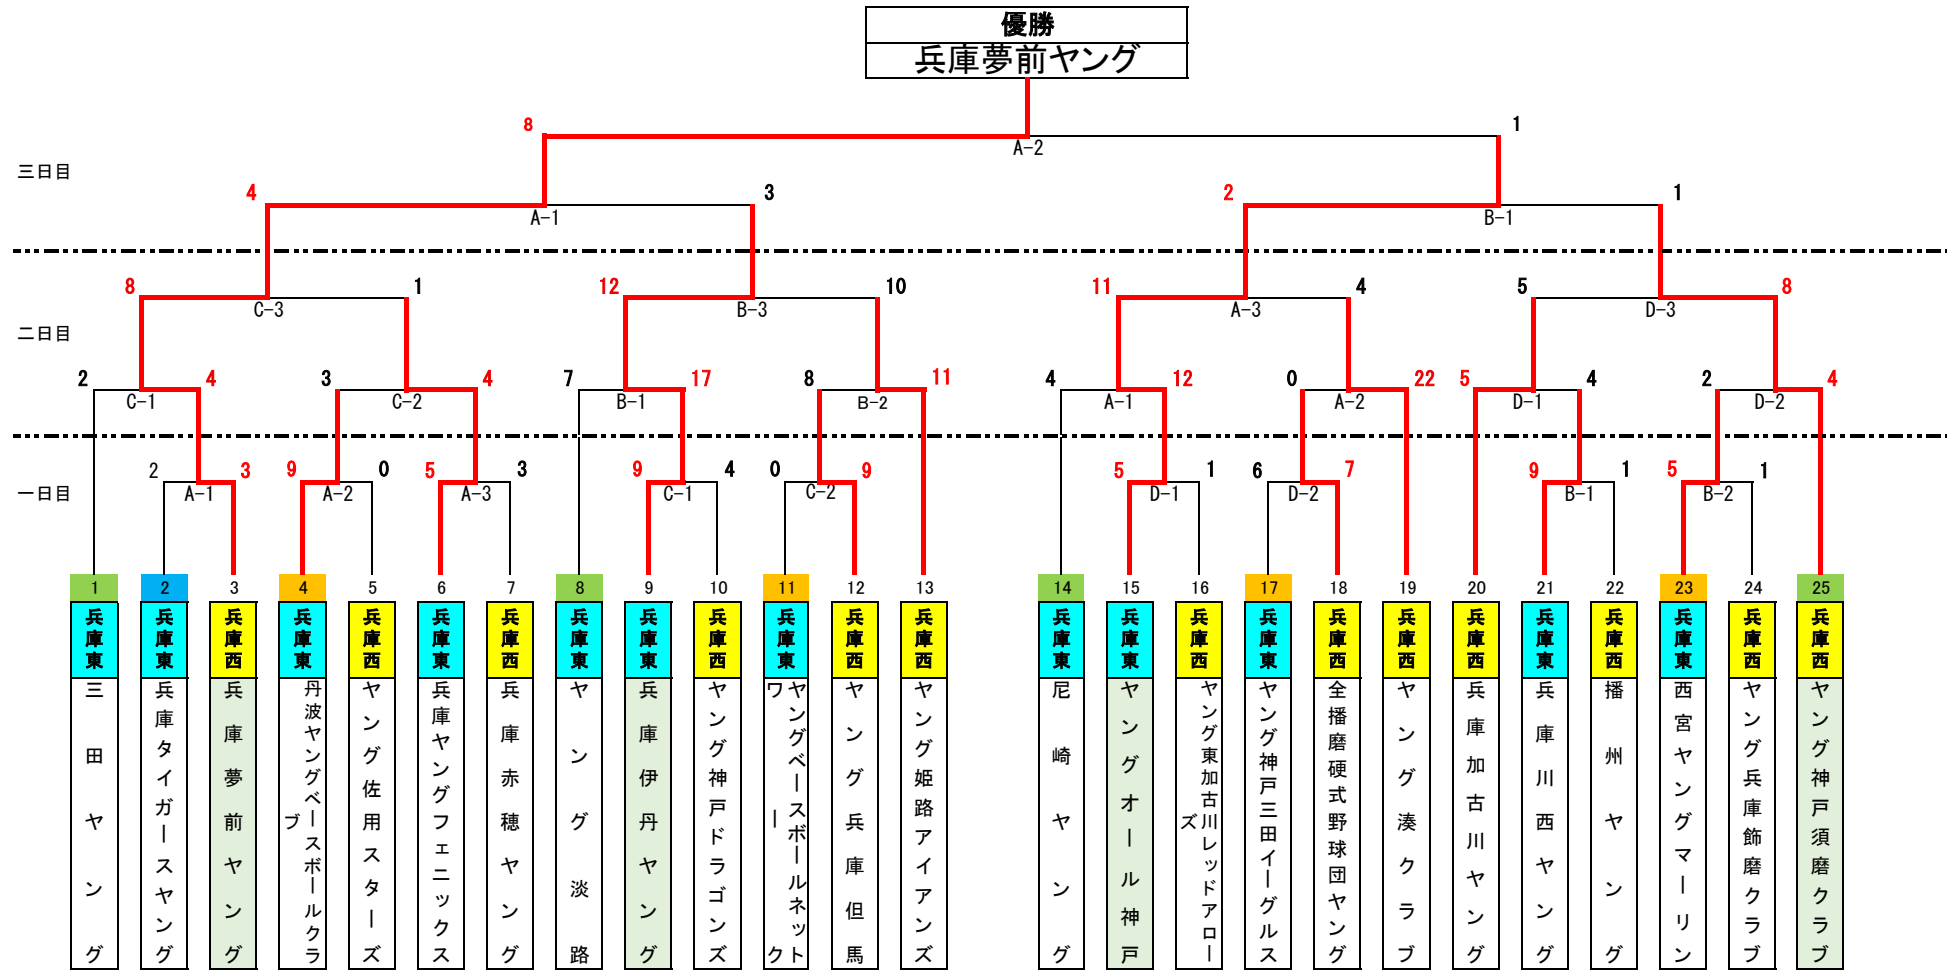 優勝
兵庫夢前ヤング
8
1
A-2
三日目
4
3
2
1
A-1
B-1
8
1
12
10
11
4
5
8
C-3
B-3
A-3
D-3
二日目
2
4
3
4
7
17
8
11
4
12
0
22
5
4
2
4
C-1
C-2
B-1
B-2
A-1
A-2
D-1
D-2
2
3
9
0
5
3
9
4
0
9
5
1
6
7
9
1
5
1
一日目
A-1
A-2
A-3
C-1
C-2
D-1
D-2
B-1
B-2
1
兵庫東
三田ヤング
2
兵庫東
兵庫タイガースヤング
3
兵庫西
兵庫夢前ヤング
4
兵庫東
丹波ヤングベースボールクラ
ブ
5
兵庫西
ヤング佐用スターズ
6
兵庫東
兵庫ヤングフェニックス
7
兵庫西
兵庫赤穂ヤング
8
兵庫東
ヤング淡路
9
兵庫東
兵庫伊丹ヤング
10
兵庫西
ヤング神戸ドラゴンズ
11
兵庫東
ヤングベースボールネット
ワーク
12
兵庫西
ヤング兵庫但馬
13
兵庫西
ヤング姫路アイアンズ
14
兵庫東
尼崎ヤング
15
兵庫東
ヤングオール神戸
16
兵庫西
ヤング東加古川レッドアロー
ズ
17
兵庫東
ヤング神戸三田イーグルス
18
兵庫西
全播磨硬式野球団ヤング
19
兵庫西
ヤング湊クラブ
20
兵庫西
兵庫加古川ヤング
21
兵庫東
兵庫川西ヤング
22
兵庫西
播州ヤング
23
兵庫東
西宮ヤングマーリン
24
兵庫西
ヤング兵庫飾磨クラブ
25
兵庫西
ヤング神戸須磨クラブ